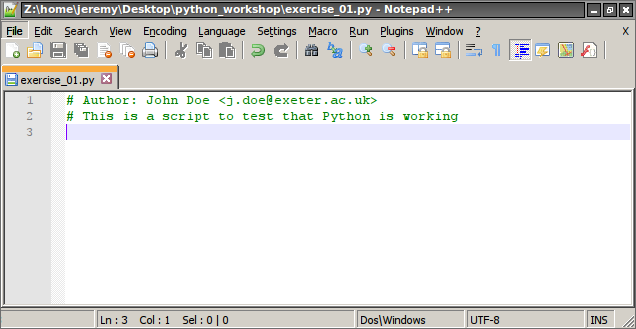 Z:\home\jeremy\Desktop\python_workshop\exercise_01.py - Notepad++
File Edit Search View Encoding Language Settings Macro Run Plugins Window ? X
exercise_01.py
1 # Author: John Doe <j.doe@exeter.ac.uk>
2 # This is a script to test that Python is working
3
Ln : 3 Col : 1 Sel : 0 | 0 Dos\Windows UTF-8 INS